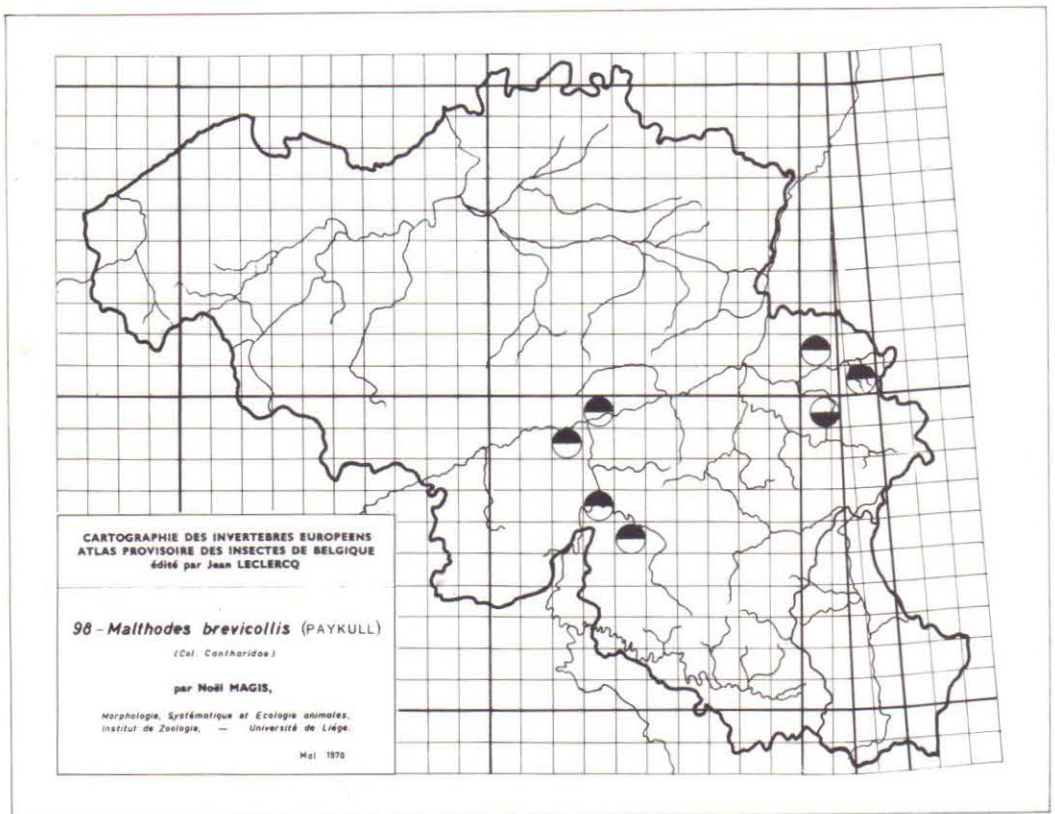 CARTOGRAPHIE DES INVERTEBRES EUROPEENS
ATLAS PROVISOIRE DES INSECTES DE BELGIQUE
édité par Jean LECLERCQ
98 - Malthodes brevicollis (PAYKULL)
(Col. Cantharidae)
par Noël MAGIS,
Morphologie, Systématique et Ecologie animales,
Institut de Zoologie, — Université de Liége.
Mai 1970